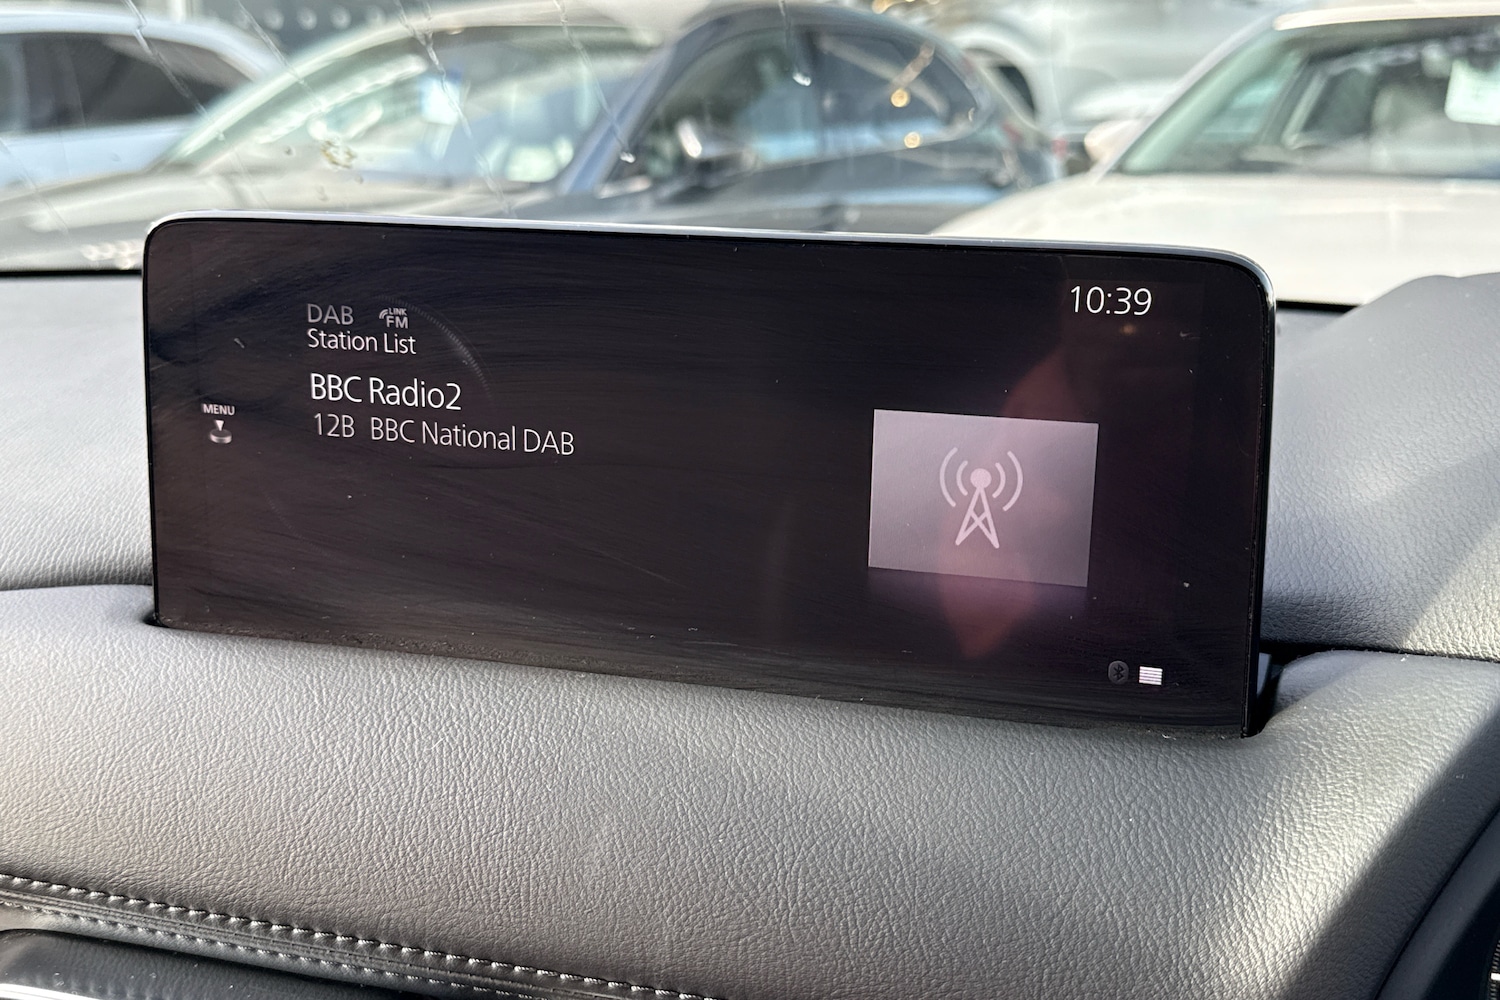 10:39
DAB LINK FM
Station List
BBC Radio2
12B BBC National DAB
MENU